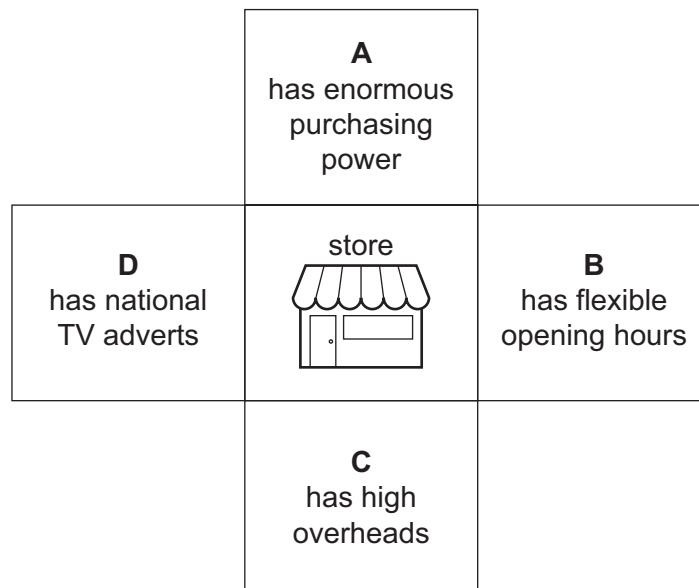 A
has enormous
purchasing
power
D
has national
TV adverts
store
B
has flexible
opening hours
C
has high
overheads